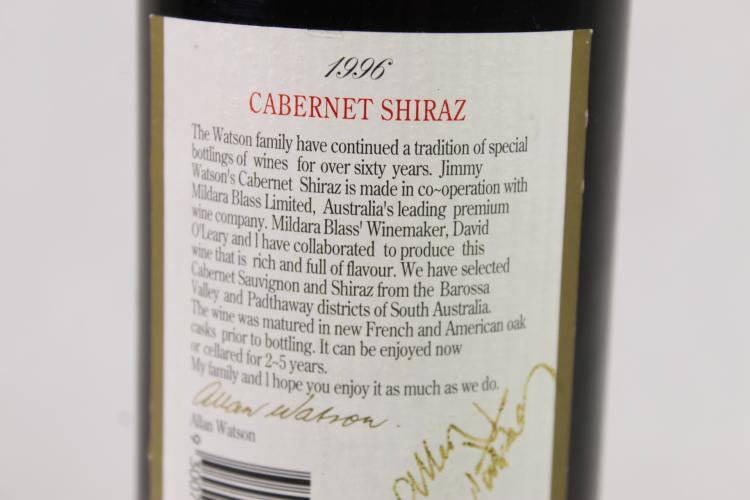 1996
CABERNET SHIRAZ
The Watson family have continued a tradition of special
bottlings of wines for over sixty years. Jimmy
Watson's Cabernet Shiraz is made in co~operation with
Mildara Blass Limited, Australia's leading premium
wine company. Mildara Blass' Winemaker, David
O'Leary and I have collaborated to produce this
wine that is rich and full of flavour. We have selected
Cabernet Sauvignon and Shiraz from the Barossa
Valley and Padthaway districts of South Australia.
The wine was matured in new French and American oak
casks prior to bottling. It can be enjoyed now
or cellared for 2~5 years.
My family and I hope you enjoy it as much as we do.
Allan Watson.
Allan Watson
9 3007